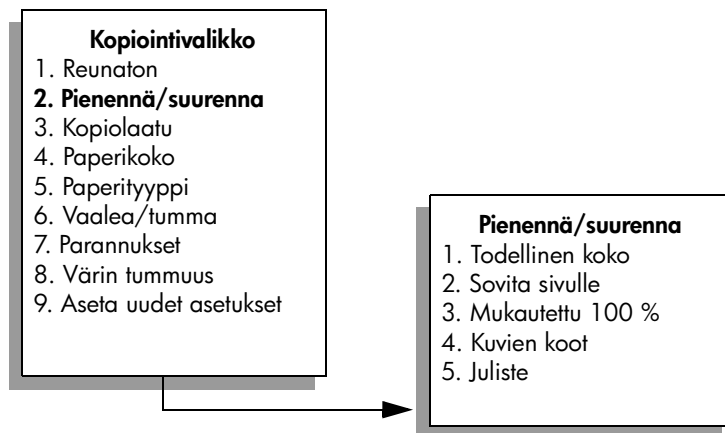 Kopiointivalikko
1. Reunaton
2. Pienennä/suurenna
3. Kopiolaatu
4. Paperikoko
5. Paperityyppi
6. Vaalea/tumma
7. Parannukset
8. Värin tummuus
9. Aseta uudet asetukset
Pienennä/suurenna
1. Todellinen koko
2. Sovita sivulle
3. Mukautettu 100 %
4. Kuvien koot
5. Juliste